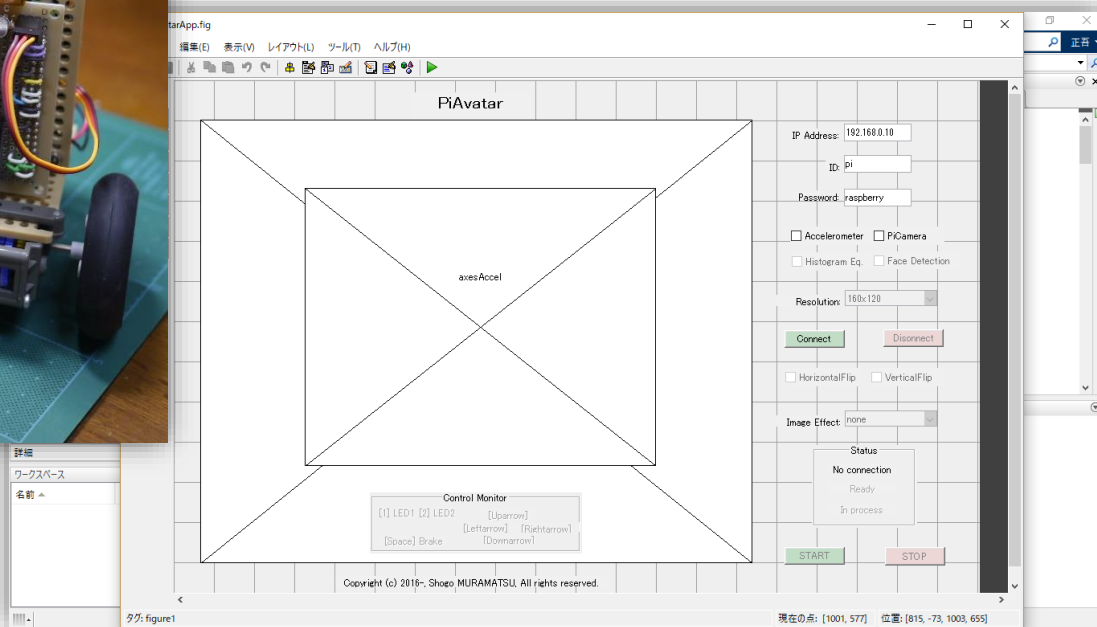 tarApp.fig
編集(E) 表示(V) レイアウト(L) ツール(T) ヘルプ(H)
正吾
PiAvatar
IP Address: 192.168.0.10
ID: pi
Password: raspberry
Accelerometer PiCamera
Histogram Eq. Face Detection
axesAccel
Resolution: 160x120
Connect Disonnect
HorizontalFlip VerticalFlip
Image Effect: none
Status
No connection
Ready
In process
詳細
ワークスペース
名前
Control Monitor
[1] LED1 [2] LED2 [Uparrow]
[Leftarrow] [Rightarrow]
[Space] Brake [Downarrow]
START STOP
Copyright (c) 2016-, Shogo MURAMATSU, All rights reserved.
タグ: figure1 現在の点: [1001, 577] 位置: [815, -73, 1003, 655]